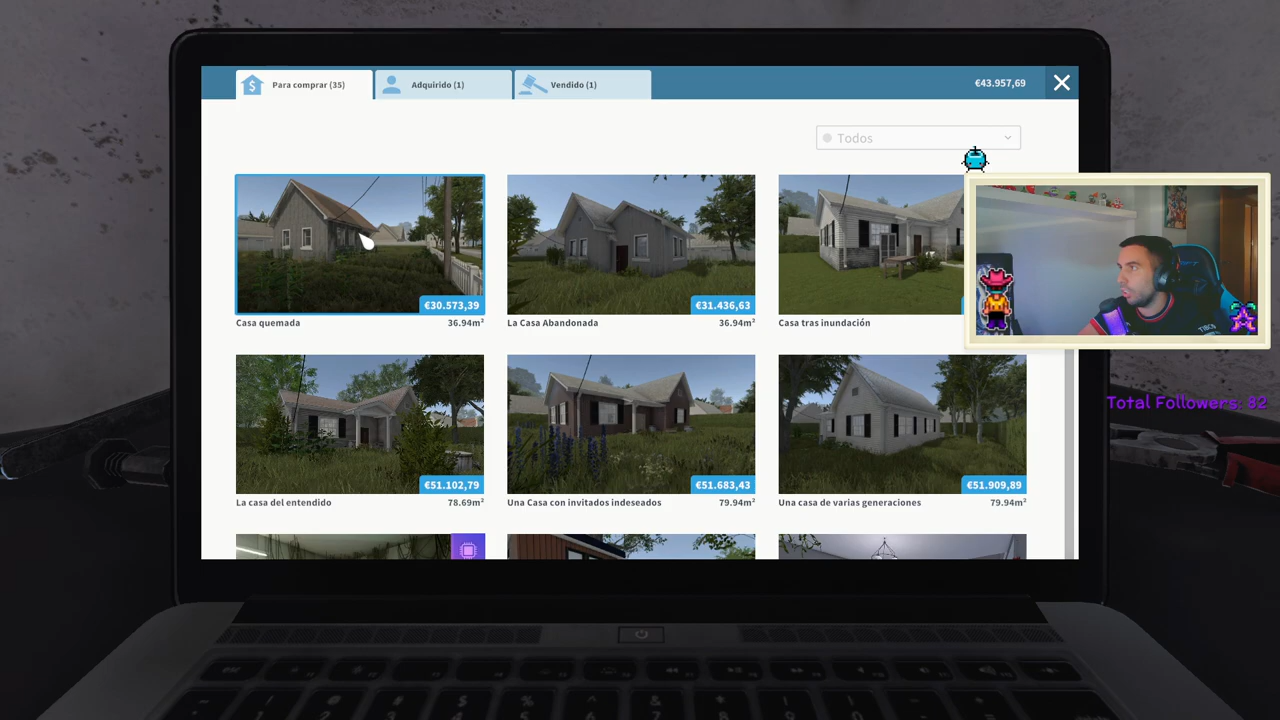 Para comprar (35)
Adquirido (1)
Vendido (1)
€43.957,69
Todos
€30.573,39
Casa quemada
36.94m²
€31.436,63
La Casa Abandonada
36.94m²
Casa tras inundación
€51.102,79
La casa del entendido
78.69m²
€51.683,43
Una Casa con invitados indeseados
79.94m²
€51.909,89
Una casa de varias generaciones
79.94m²
Total Followers: 82